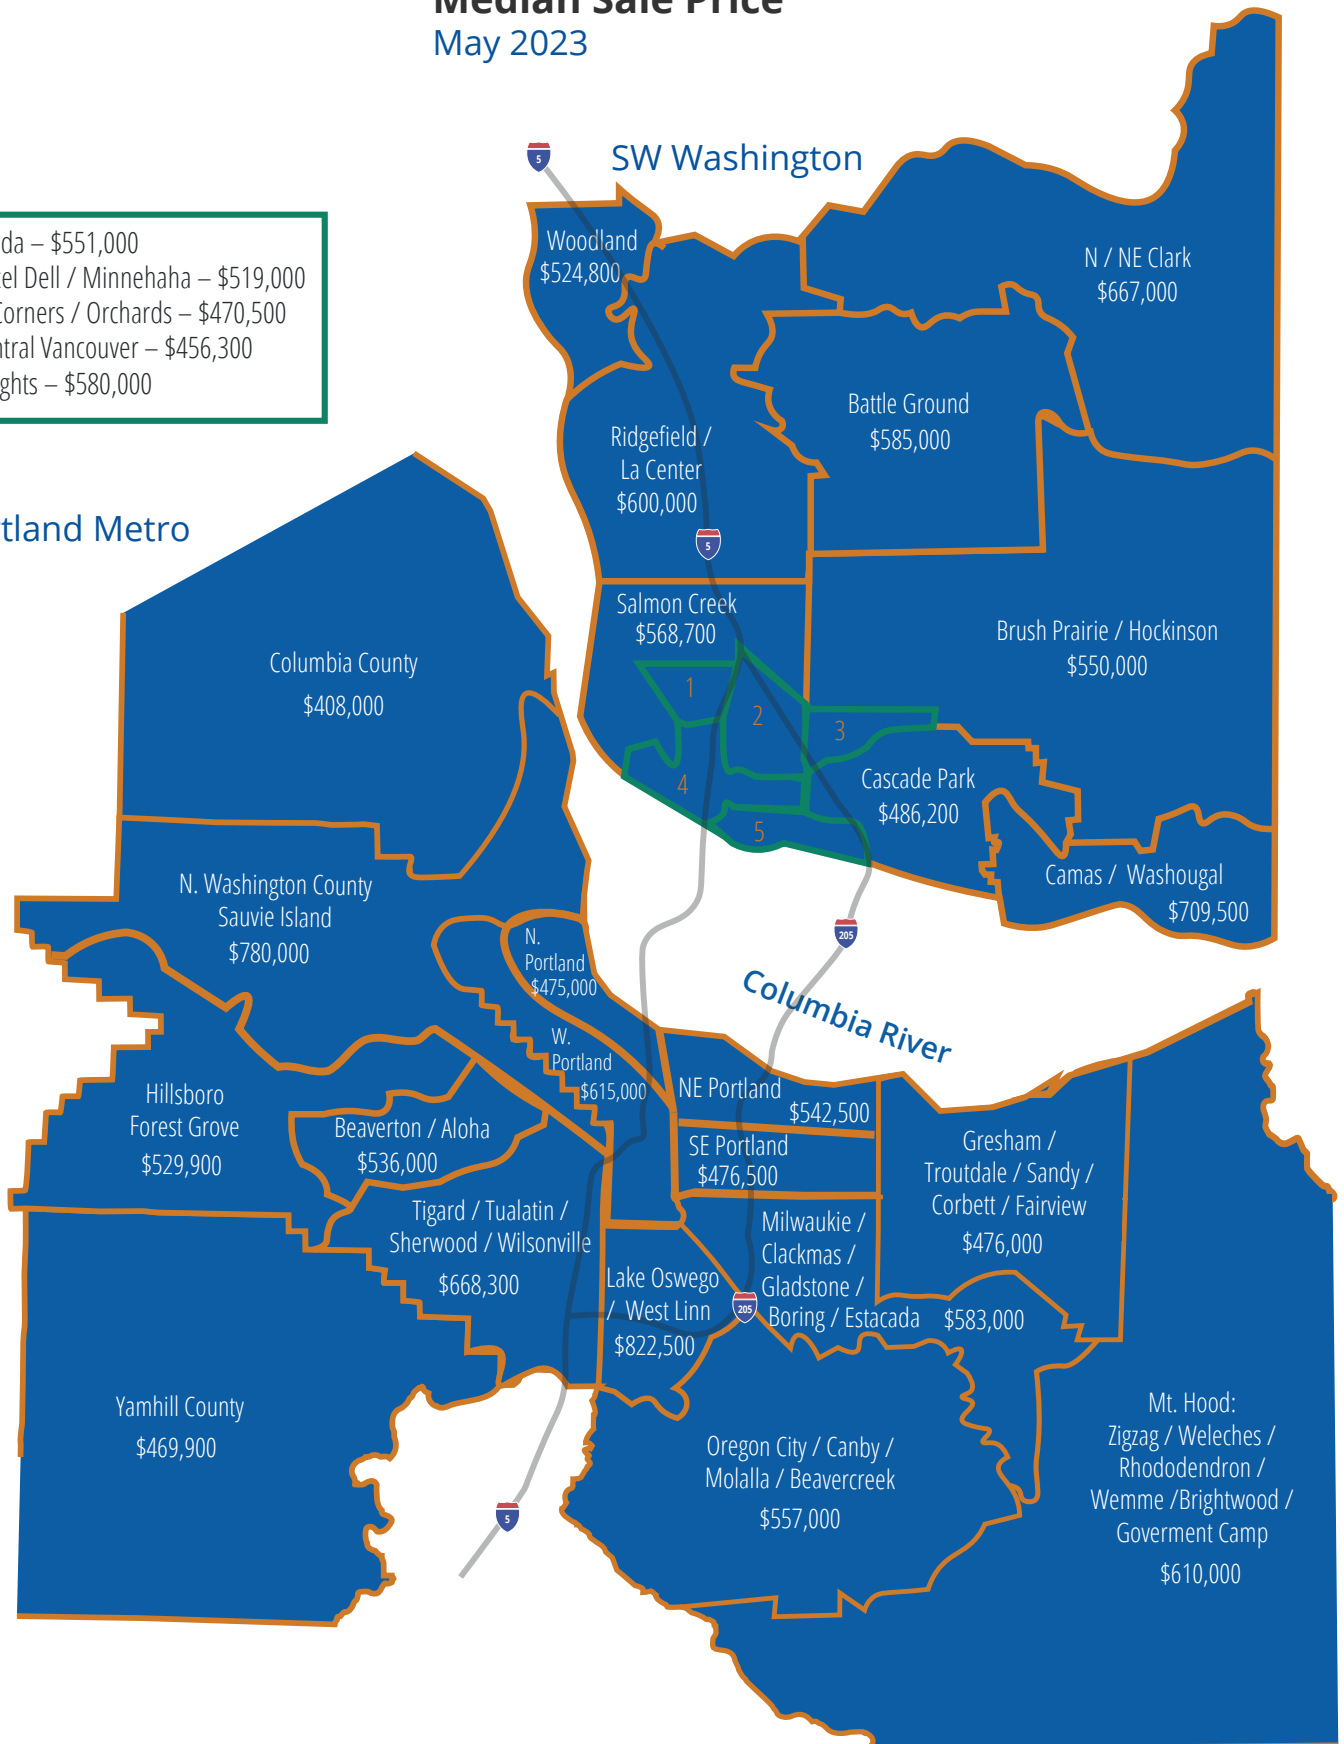 Median Sale Price
May 2023
SW Washington
da – $551,000
el Dell / Minnehaha – $519,000
Corners / Orchards – $470,500
ntral Vancouver – $456,300
ghts – $580,000
5
Woodland
$524,800
N / NE Clark
$667,000
Battle Ground
$585,000
Ridgefield /
La Center
$600,000
5
tland Metro
Salmon Creek
$568,700
Brush Prairie / Hockinson
$550,000
Columbia County
$408,000
1
2
3
4
5
Cascade Park
$486,200
Camas / Washougal
$709,500
N. Washington County
Sauvie Island
$780,000
205
N.
Portland
$475,000
Columbia River
W.
Portland
$615,000
NE Portland
$542,500
Hillsboro
Forest Grove
$529,900
Beaverton / Aloha
$536,000
SE Portland
$476,500
Gresham /
Troutdale / Sandy /
Corbett / Fairview
$476,000
Tigard / Tualatin /
Sherwood / Wilsonville
$668,300
Milwaukie /
Clackmas /
Gladstone /
Boring / Estacada $583,000
Lake Oswego
/ West Linn
$822,500
205
Yamhill County
$469,900
Oregon City / Canby /
Molalla / Beavercreek
$557,000
Mt. Hood:
Zigzag / Weleches /
Rhododendron /
Wemme /Brightwood /
Goverment Camp
$610,000
5